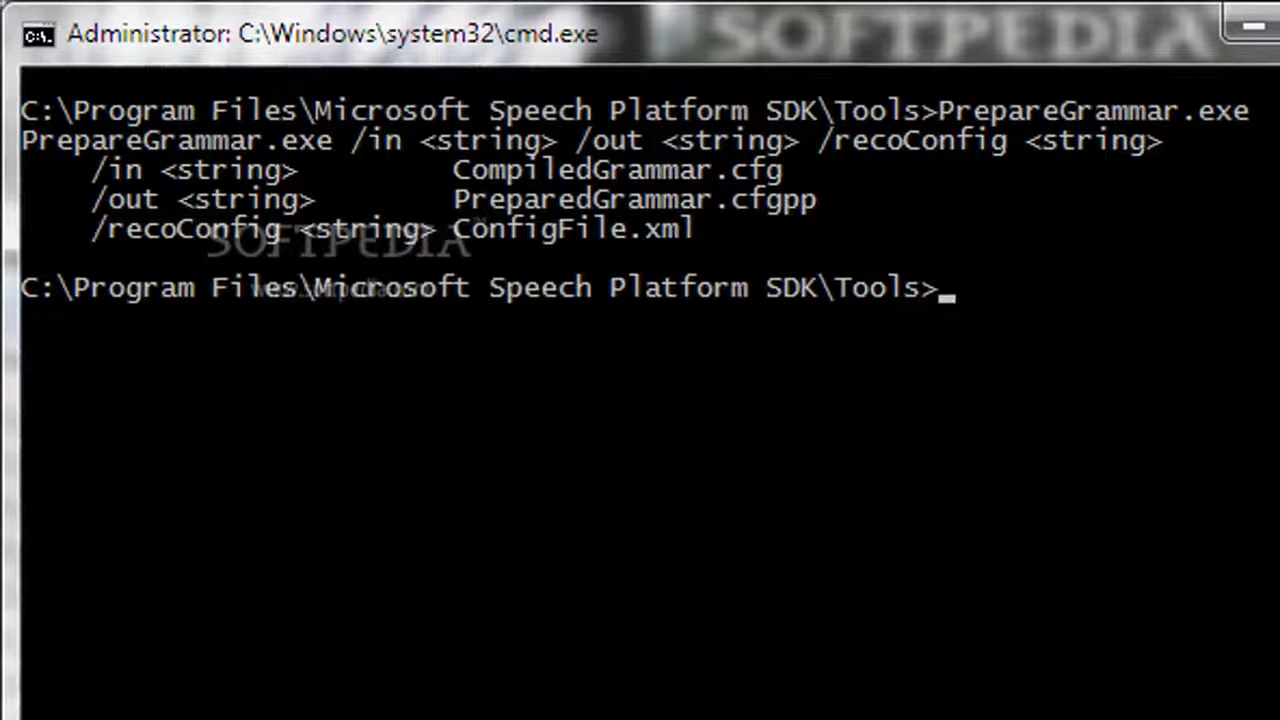 SOFTPEDIA
Administrator: C:\Windows\system32\cmd.exe
C:\Program Files\Microsoft Speech Platform SDK\Tools>PrepareGrammar.exe
PrepareGrammar.exe /in <string> /out <string> /recoConfig <string>
/in <string> CompiledGrammar.cfg
/out <string> PreparedGrammar.cfgpp
/recoConfig <string> ConfigFile.xml
SOFTPEDIA
C:\Program Files\Microsoft Speech Platform SDK\Tools>_